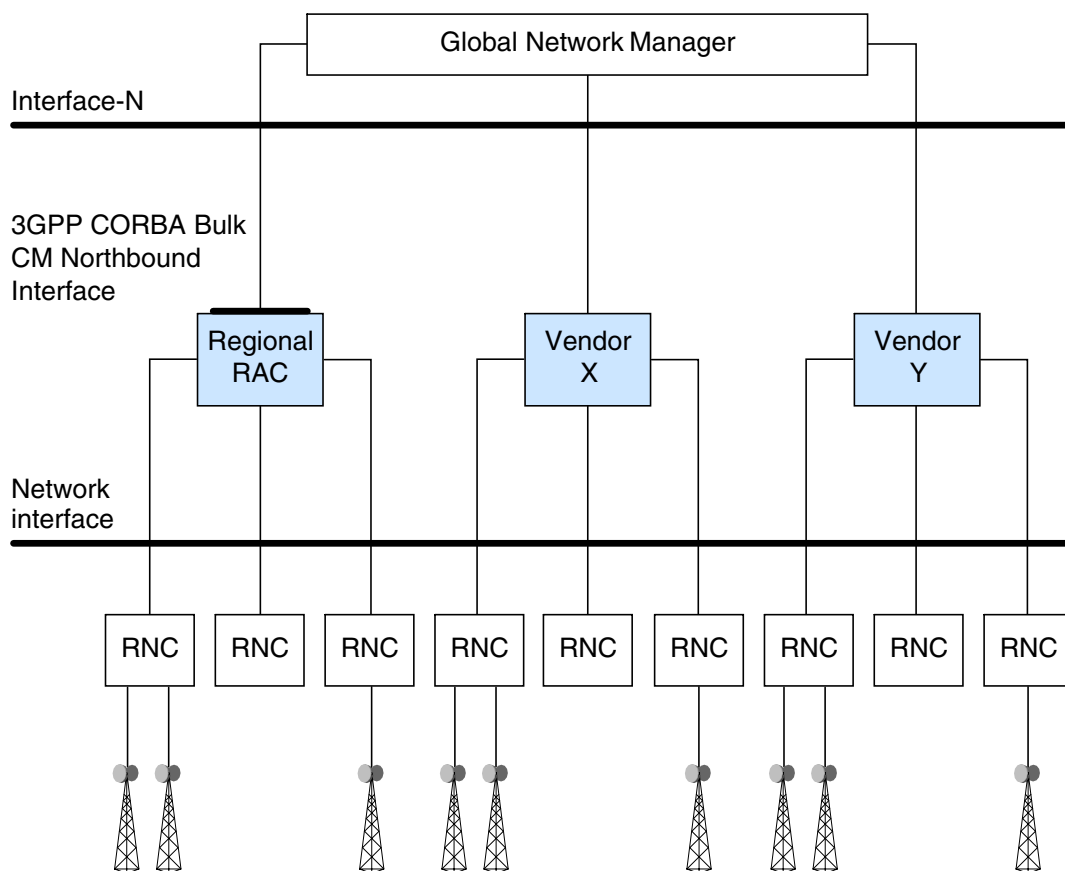 Global Network Manager
Interface-N
3GPP CORBA Bulk
CM Northbound
Interface
Regional
RAC
Vendor
X
Vendor
Y
Network
interface
RNC
RNC
RNC
RNC
RNC
RNC
RNC
RNC
RNC